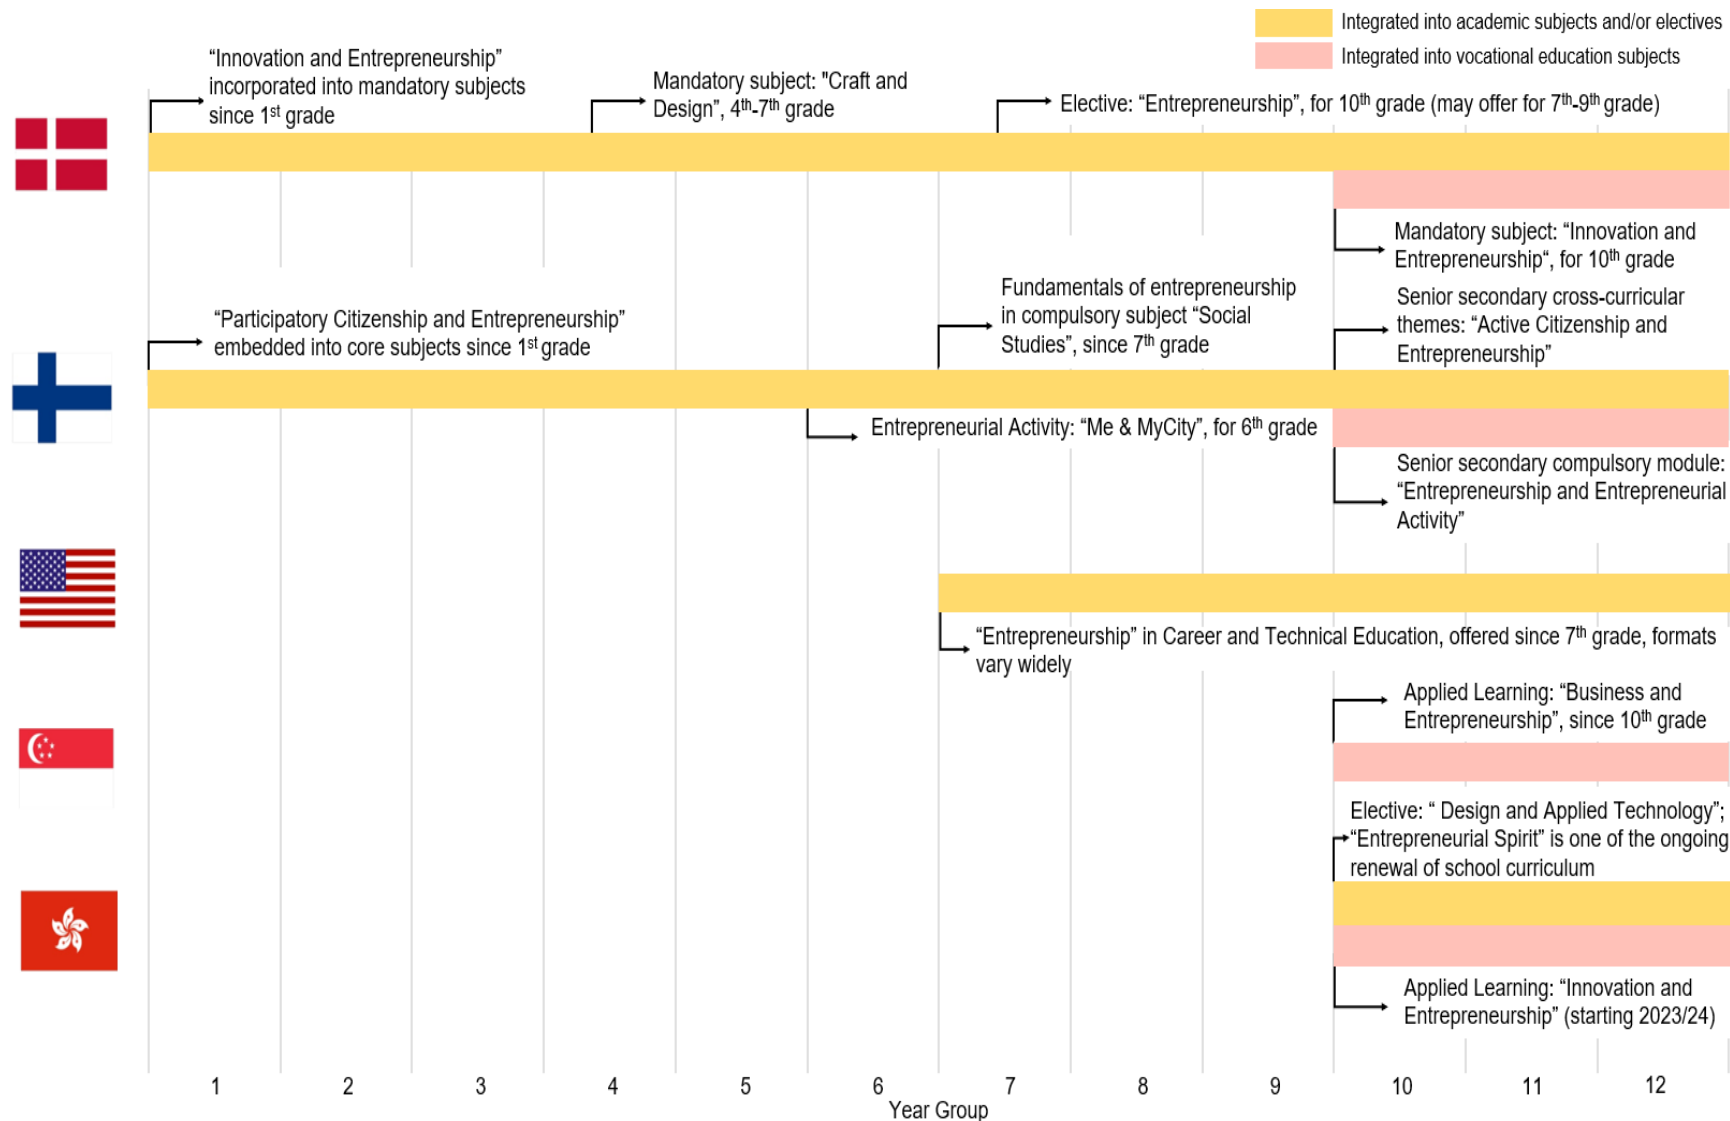 Integrated into academic subjects and/or electives
Integrated into vocational education subjects
“Innovation and Entrepreneurship”
incorporated into mandatory subjects
since 1st grade
Mandatory subject: "Craft and
Design”, 4th-7th grade
Elective: “Entrepreneurship”, for 10th grade (may offer for 7th-9th grade)
Mandatory subject: “Innovation and
Entrepreneurship“, for 10th grade
“Participatory Citizenship and Entrepreneurship”
embedded into core subjects since 1st grade
Fundamentals of entrepreneurship
in compulsory subject “Social
Studies”, since 7th grade
Senior secondary cross-curricular
themes: “Active Citizenship and
Entrepreneurship”
Entrepreneurial Activity: “Me & MyCity”, for 6th grade
Senior secondary compulsory module:
“Entrepreneurship and Entrepreneurial
Activity”
“Entrepreneurship” in Career and Technical Education, offered since 7th grade, formats
vary widely
Applied Learning: “Business and
Entrepreneurship”, since 10th grade
Elective: “ Design and Applied Technology”;
“Entrepreneurial Spirit” is one of the ongoing
renewal of school curriculum
Applied Learning: “Innovation and
Entrepreneurship” (starting 2023/24)
1 2 3 4 5 6 7 8 9 10 11 12
Year Group